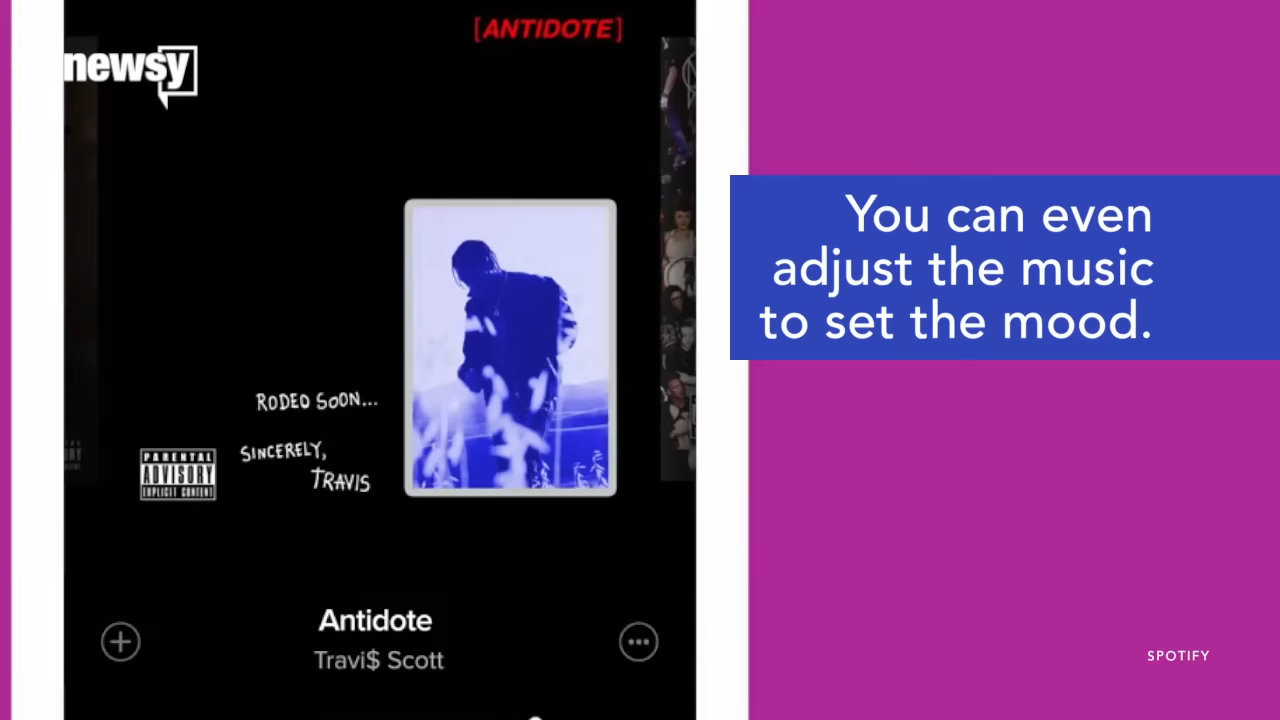 [ANTIDOTE]
newsy
You can even
adjust the music
to set the mood.
RODEO SOON...
SINCERELY,
TRAVIS
PARENTAL
ADVISORY
EXPLICIT CONTENT
Antidote
Travi$ Scott
SPOTIFY